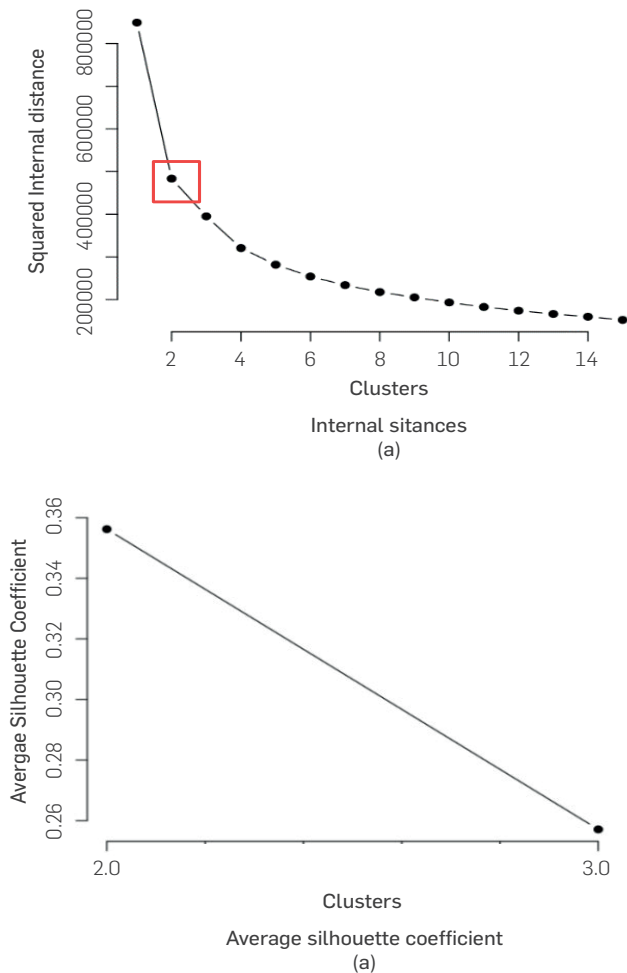 Squared Internal distance
800000
600000
400000
200000
2 4 6 8 10 12 14
Clusters
Internal sitances
(a)
Avergae Silhouette Coefficient
0.36
0.34
0.32
0.30
0.28
0.26
2.0 3.0
Clusters
Average silhouette coefficient
(a)